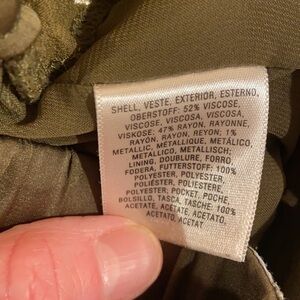 SHELL, VESTE, EXTERIOR, ESTERNO,
OBERSTOFF: 52% VISCOSE,
VISCOSE, VISCOSA, VISCOSA,
VISKOSE; 47% RAYON, RAYONNE,
RAYÓN, RAYON, REYON; 1%
METALLIC, METALLIQUE, METÁLICO,
METALLICO, METALLISCH;
LINING, DOUBLURE, FORRO,
FODERA, FUTTERSTOFF: 100%
POLYESTER, POLYESTER,
POLIÉSTER, POLIESTERE,
POLYESTER; POCKET, POCHE,
BOLSILLO, TASCA, TASCHE: 100%
ACETATE, ACÉTATE, ACETATO,
ACETATO, ACETAT